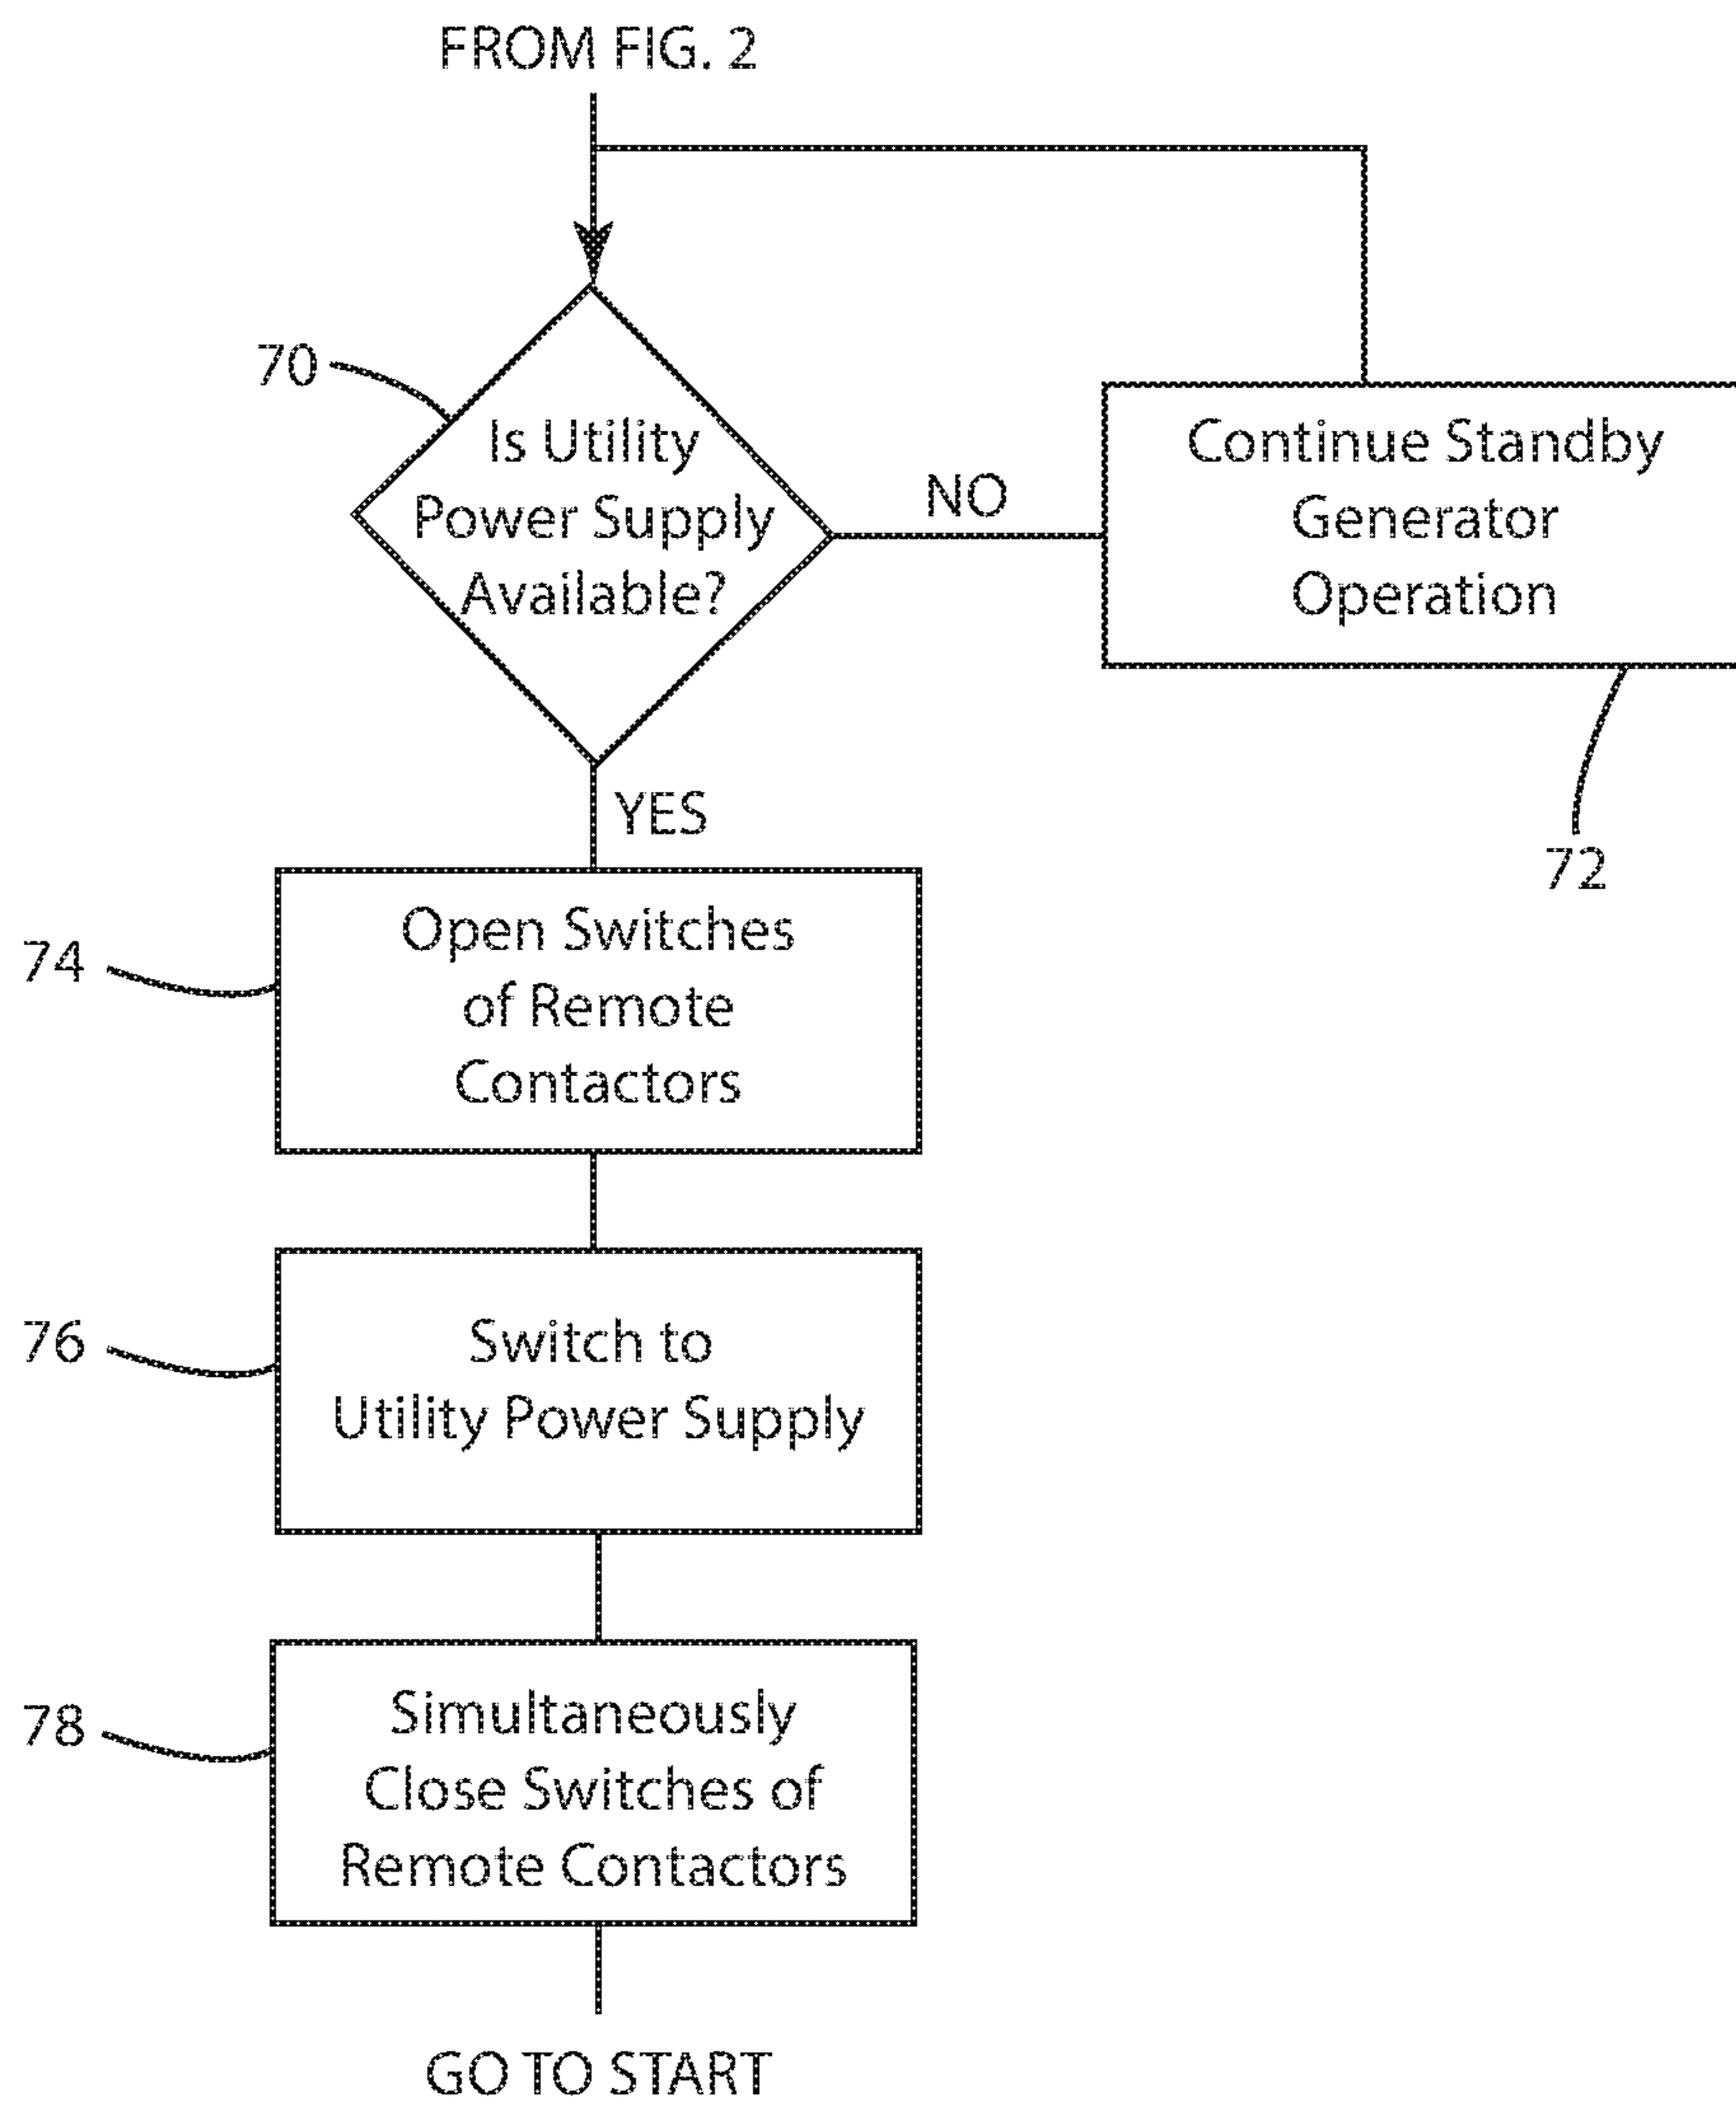 FROM FIG. 2
70
Is Utility
Power Supply
Available?
NO
Continue Standby
Generator
Operation
72
YES
74
Open Switches
of Remote
Contactors
76
Switch to
Utility Power Supply
78
Simultaneously
Close Switches of
Remote Contactors
GO TO START